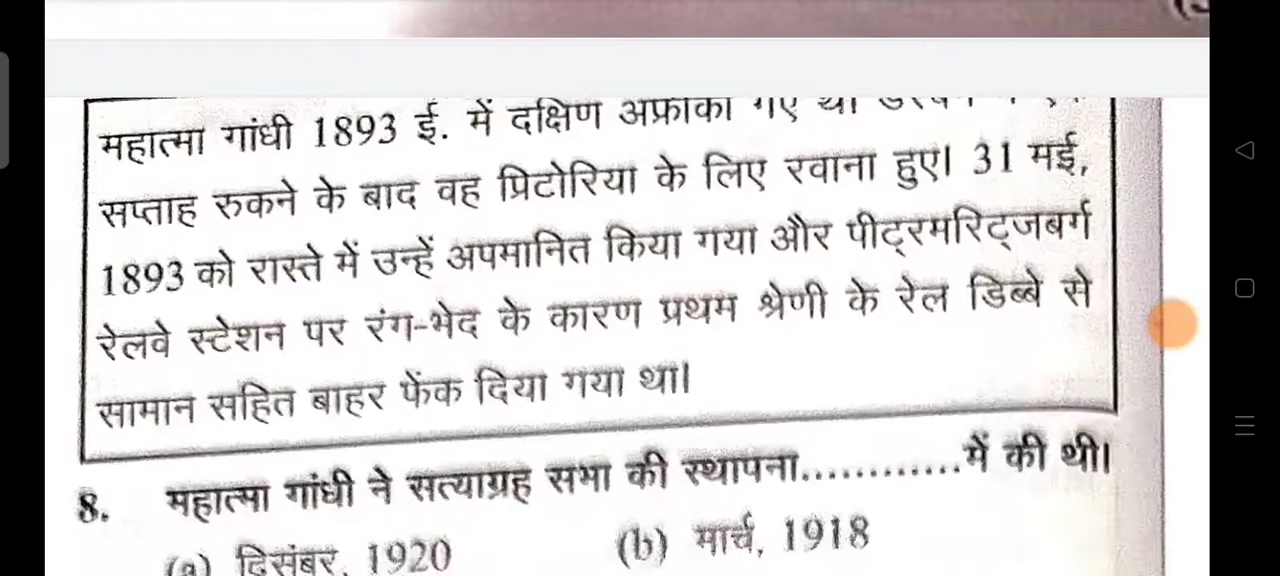 महात्मा गांधी 1893 ई. में दक्षिण अफ्रीका गए
सप्ताह रुकने के बाद वह प्रिटोरिया के लिए रवाना हुए। 31 मई,
1893 को रास्ते में उन्हें अपमानित किया गया और पीट्रमरिट्जबर्ग
रेलवे स्टेशन पर रंग-भेद के कारण प्रथम श्रेणी के रेल डिब्बे से
सामान सहित बाहर फेंक दिया गया था।
8. महात्मा गांधी ने सत्याग्रह सभा की स्थापना............में की थी।
(a) दिसंबर, 1920 (b) मार्च, 1918